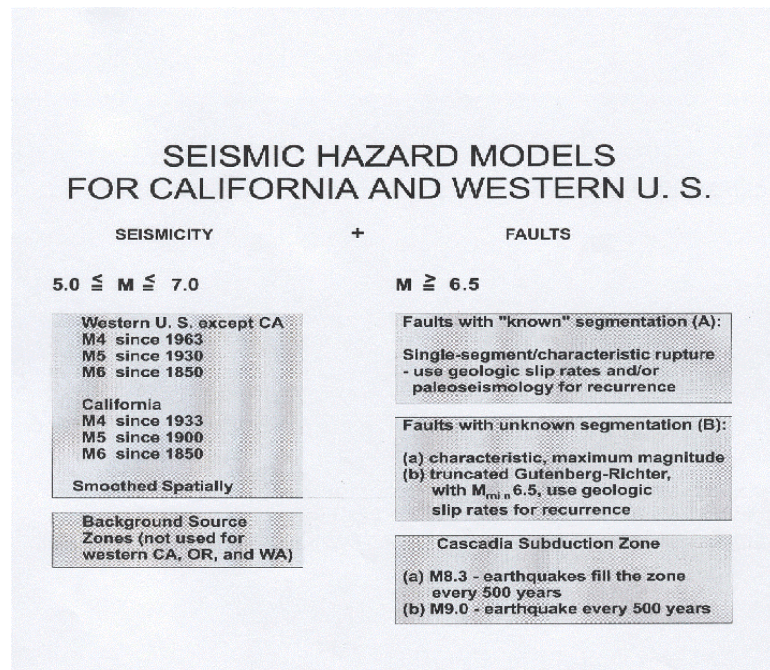 SEISMIC HAZARD MODELS
FOR CALIFORNIA AND WESTERN U. S.
SEISMICITY + FAULTS
5.0 ≦ M ≦ 7.0
Western U. S. except CA
M4 since 1963
M5 since 1930
M6 since 1850
California
M4 since 1933
M5 since 1900
M6 since 1850
Smoothed Spatially
Background Source
Zones (not used for
western CA, OR, and WA)
M ≧ 6.5
Faults with "known" segmentation (A):
Single-segment/characteristic rupture
- use geologic slip rates and/or
paleoseismology for recurrence
Faults with unknown segmentation (B):
(a) characteristic, maximum magnitude
(b) truncated Gutenberg-Richter,
with Mmin 6.5, use geologic
slip rates for recurrence
Cascadia Subduction Zone
(a) M8.3 - earthquakes fill the zone
every 500 years
(b) M9.0 - earthquake every 500 years